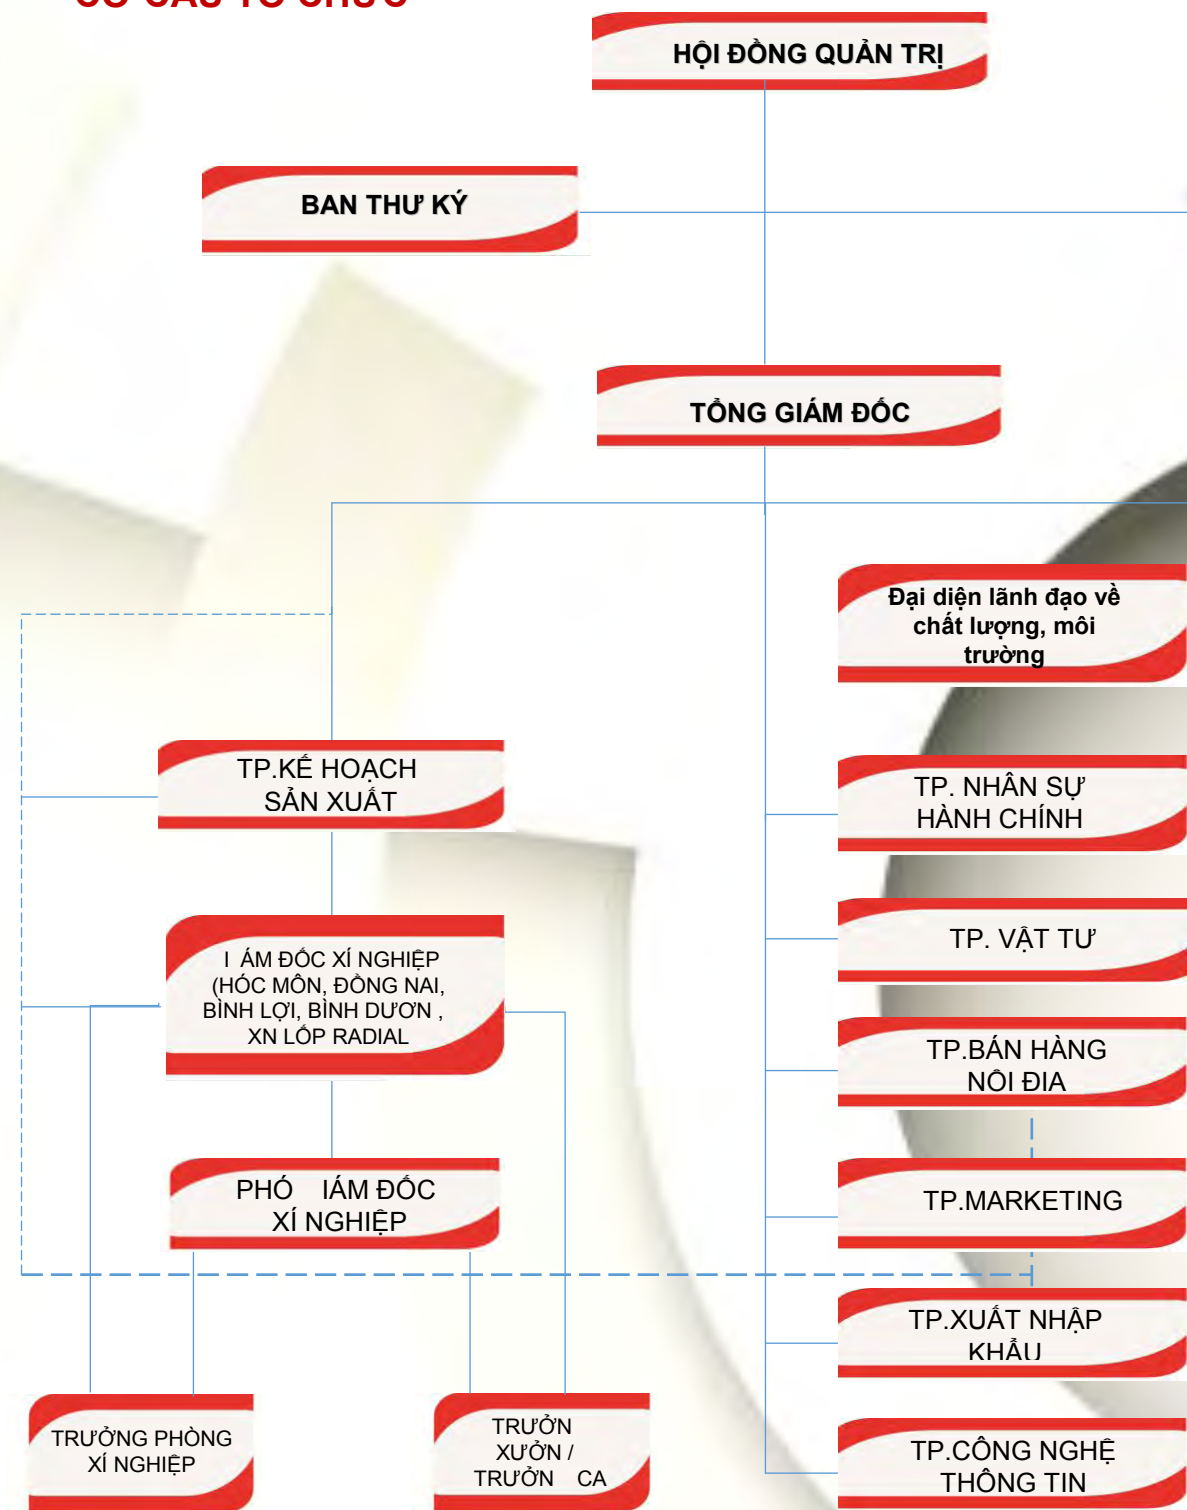 CƠ CẤU TỔ CHỨC
HỘI ĐỒNG QUẢN TRỊ
BAN THƯ KÝ
TỔNG GIÁM ĐỐC
Đại diện lãnh đạo về
chất lượng, môi
trường
TP.KẾ HOẠCH
SẢN XUẤT
TP. NHÂN SỰ
HÀNH CHÍNH
TP. VẬT TƯ
I ÁM ĐỐC XÍ NGHIỆP
(HÓC MÔN, ĐỒNG NAI,
BÌNH LỢI, BÌNH DƯƠN ,
XN LỐP RADIAL
TP.BÁN HÀNG
NỘI ĐỊA
PHÓ IÁM ĐỐC
XÍ NGHIỆP
TP.MARKETING
TP.XUẤT NHẬP
KHẨU
TRƯỞNG PHÒNG
XÍ NGHIỆP
TRƯỞN
XƯỞN /
TRƯỞN CA
TP.CÔNG NGHỆ
THÔNG TIN